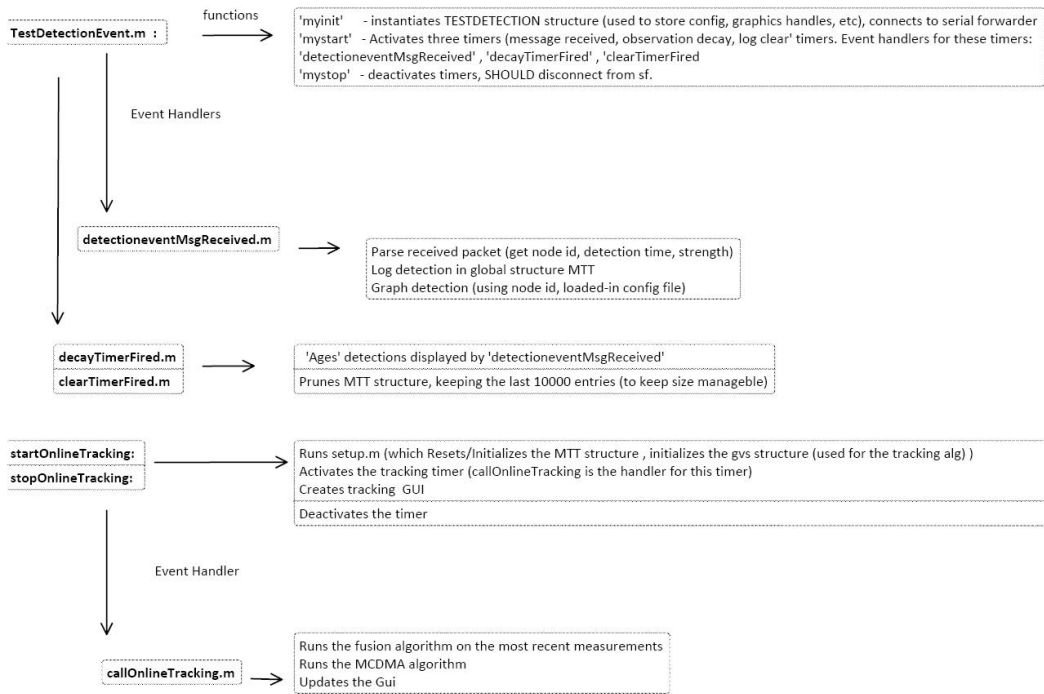 TestDetectionEvent.m :
functions
'myinit' - instantiates TESTDETECTION structure (used to store config, graphics handles, etc), connects to serial forwarder
'mystart' - Activates three timers (message received, observation decay, log clear' timers. Event handlers for these timers:
'detectioneventMsgReceived' , 'decayTimerFired' , 'clearTimerFired
'mystop' - deactivates timers, SHOULD disconnect from sf.
Event Handlers
detectioneventMsgReceived.m
Parse received packet (get node id, detection time, strength)
Log detection in global structure MTT
Graph detection (using node id, loaded-in config file)
decayTimerFired.m
'Ages' detections displayed by 'detectioneventMsgReceived'
clearTimerFired.m
Prunes MTT structure, keeping the last 10000 entries (to keep size manageble)
startOnlineTracking:
Runs setup.m (which Resets/Initializes the MTT structure , initializes the gvs structure (used for the tracking alg) )
Activates the tracking timer (callOnlineTracking is the handler for this timer)
Creates tracking GUI
stopOnlineTracking:
Deactivates the timer
Event Handler
callOnlineTracking.m
Runs the fusion algorithm on the most recent measurements
Runs the MCDMA algorithm
Updates the Gui